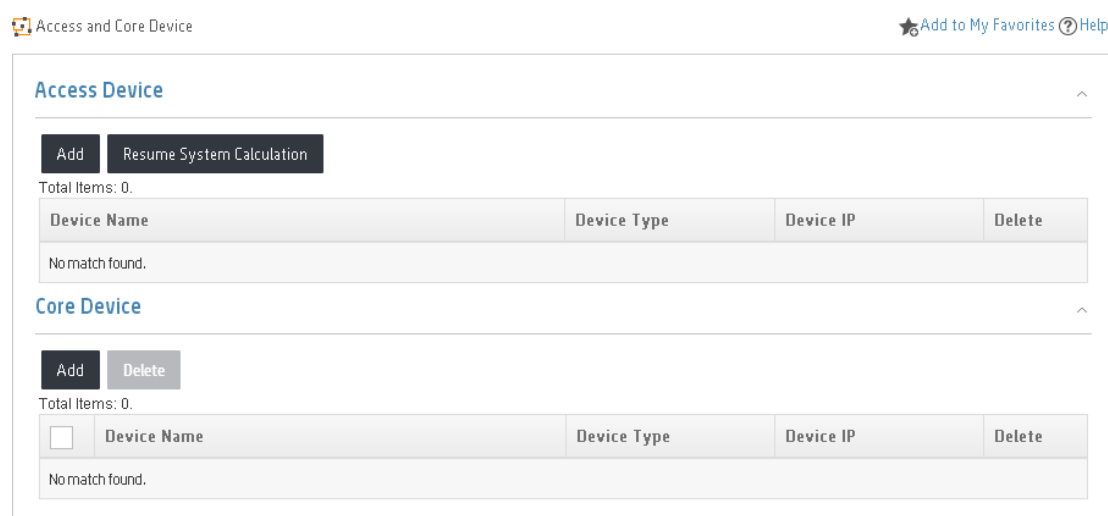 Access and Core Device Add to My Favorites Help
Access Device
Add Resume System Calculation
Total Items: 0.
Device Name Device Type Device IP Delete
No match found.
Core Device
Add Delete
Total Items: 0.
Device Name Device Type Device IP Delete
No match found.